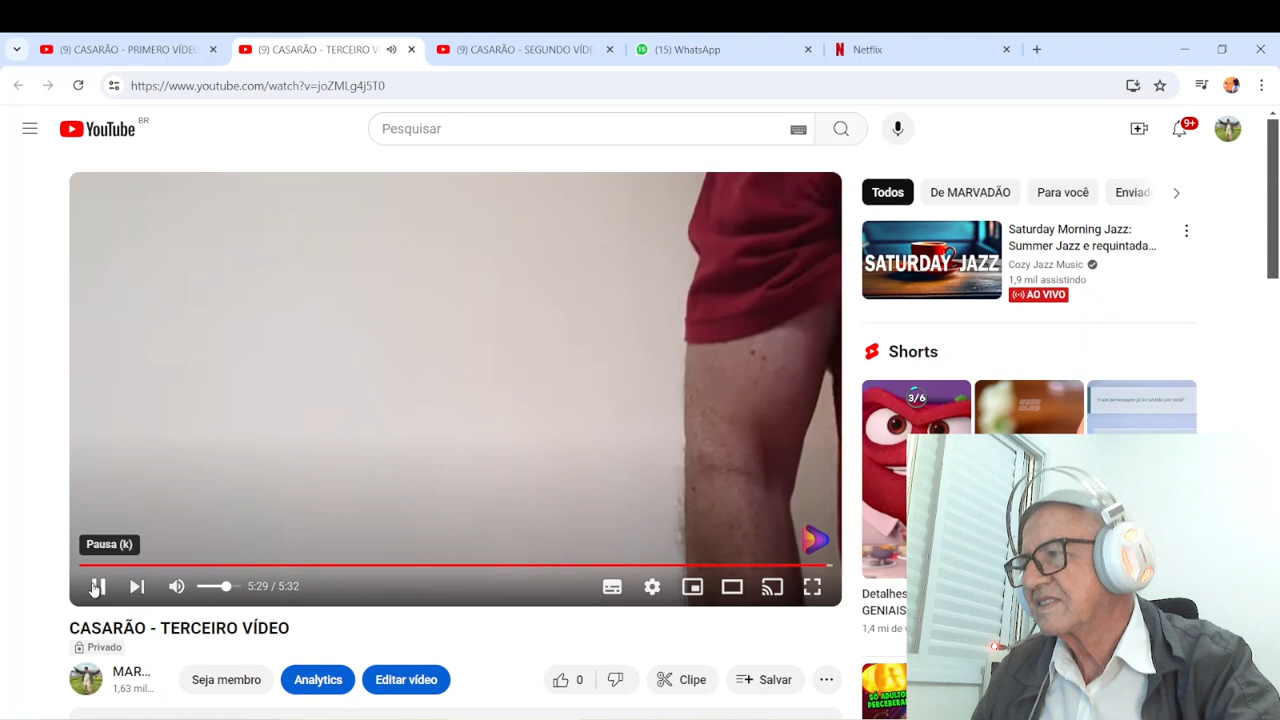 (9) CASARÃO - PRIMERO VÍDEO
(9) CASARÃO - TERCEIRO VÍ
(9) CASARÃO - SEGUNDO VÍDE
(15) WhatsApp
Netflix
https://www.youtube.com/watch?v=joZMLg4j5T0
YouTube BR
Pesquisar
9+
Todos
De MARVADÃO
Para você
Enviad
SATURDAY JAZZ
Saturday Morning Jazz:
Summer Jazz e requintada...
Cozy Jazz Music
1,9 mil assistindo
AO VIVO
Shorts
3/6
Pausa (k)
5:29 / 5:32
Detalhes
GENIAIS
1,4 mi de v
SÓ ADULTOS
PERCEBERA
CASARÃO - TERCEIRO VÍDEO
Privado
MAR...
1,63 mil...
Seja membro
Analytics
Editar vídeo
0
Clipe
Salvar